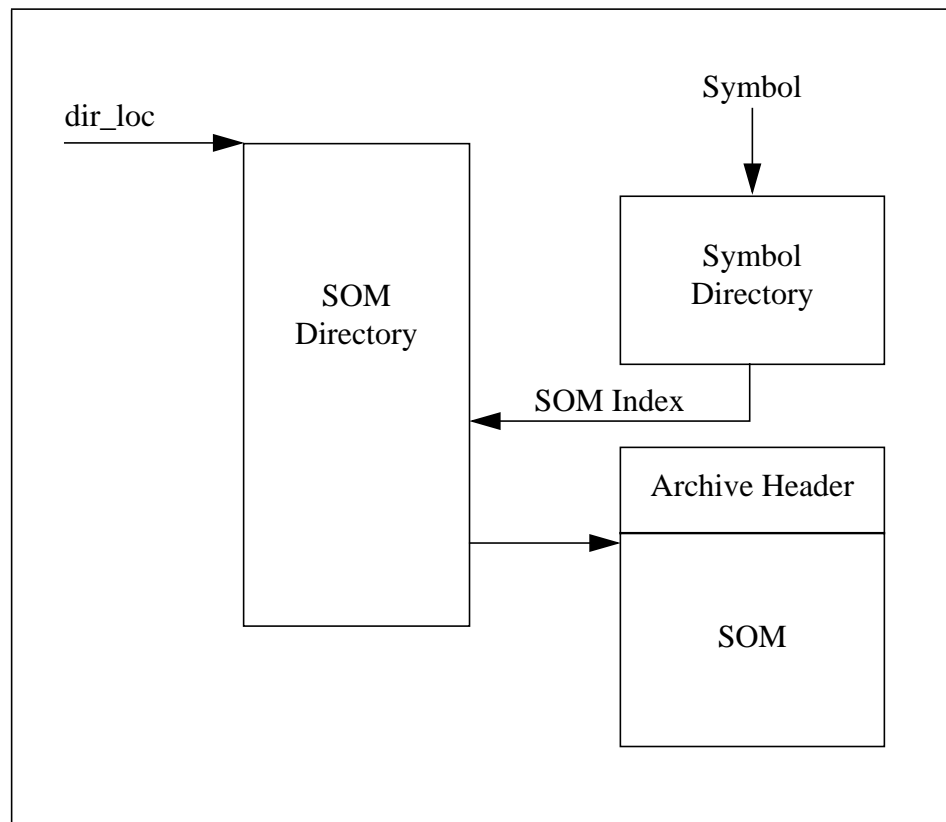 dir_loc
Symbol
SOM
Directory
Symbol
Directory
SOM Index
Archive Header
SOM